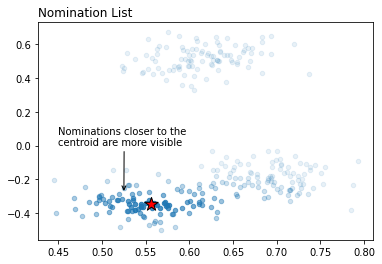 Nomination List
0.6
0.4
0.2
0.0
−0.2
−0.4
Nominations closer to the
centroid are more visible
0.45 0.50 0.55 0.60 0.65 0.70 0.75 0.80